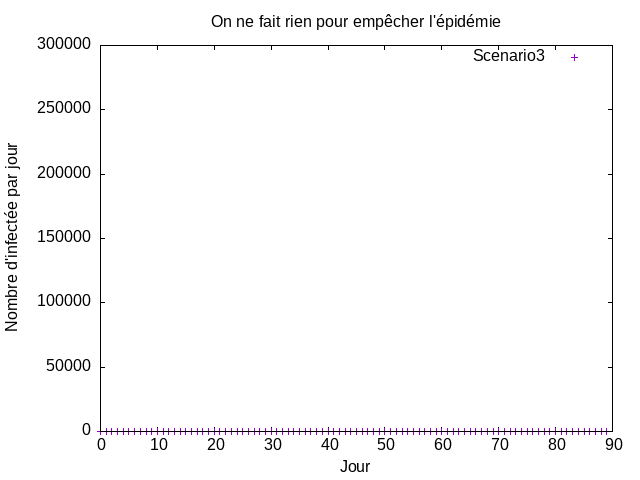 On ne fait rien pour empêcher l'épidémie
300000
Scenario3
250000
200000
150000
100000
50000
0
Nombre d'infectée par jour
0 10 20 30 40 50 60 70 80 90
Jour